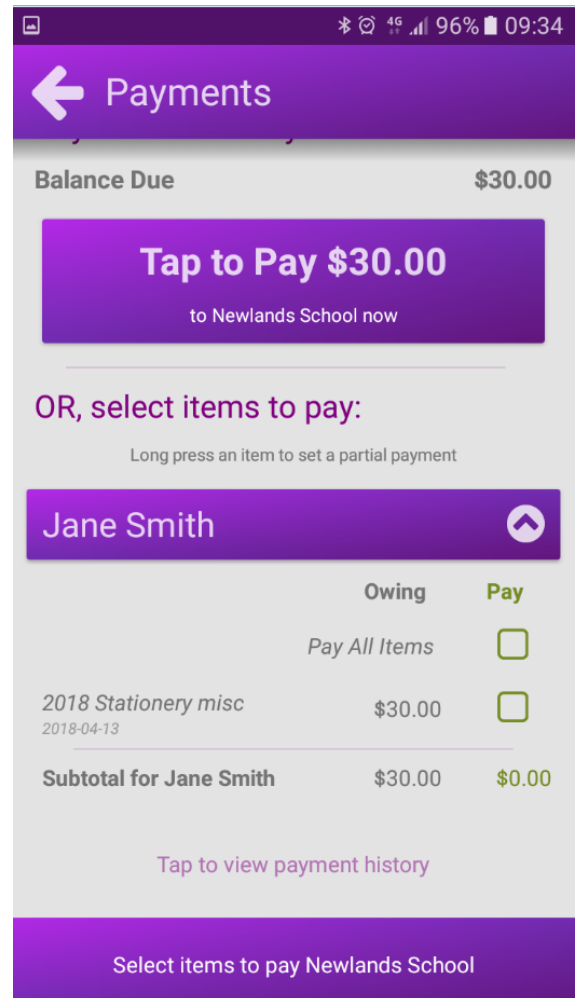 4G 96% 09:34
Payments
Balance Due $30.00
Tap to Pay $30.00
to Newlands School now
OR, select items to pay:
Long press an item to set a partial payment
Jane Smith
Owing Pay
Pay All Items
2018 Stationery misc $30.00
2018-04-13
Subtotal for Jane Smith $30.00 $0.00
Tap to view payment history
Select items to pay Newlands School